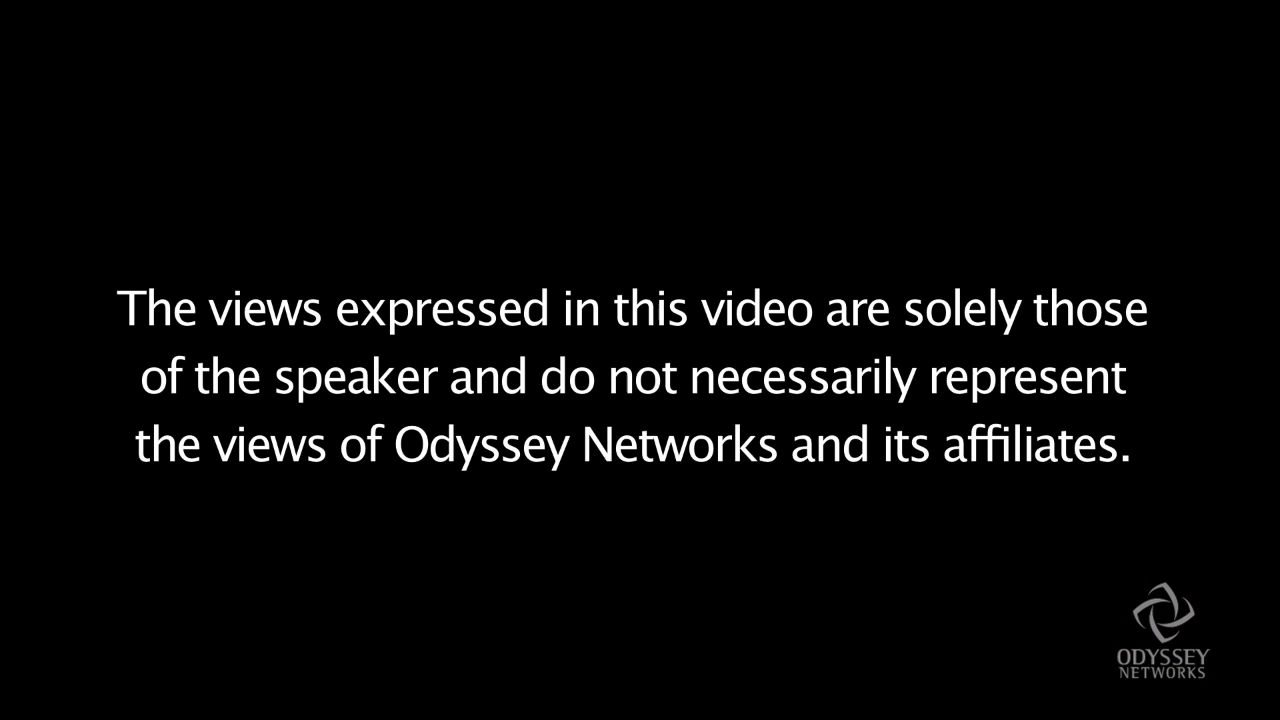 The views expressed in this video are solely those
of the speaker and do not necessarily represent
the views of Odyssey Networks and its affiliates.
ODYSSEY
NETWORKS